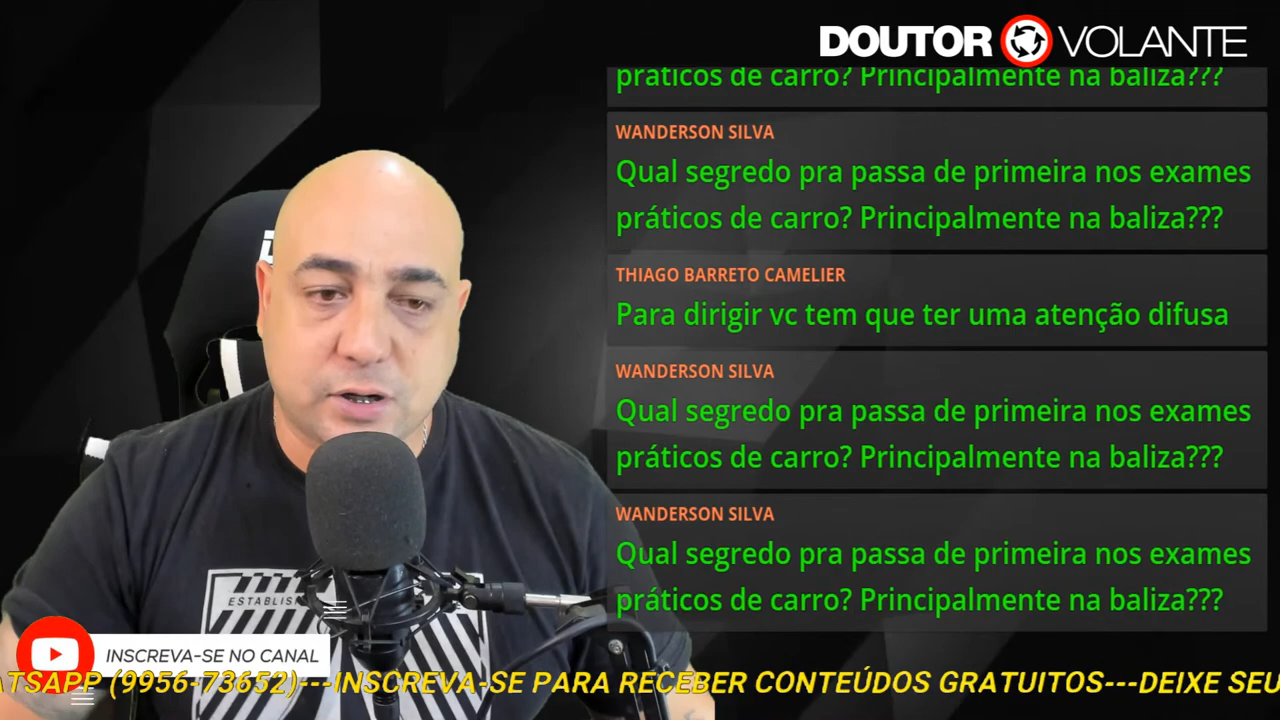 DOUTOR VOLANTE
práticos de carro? Principalmente na baliza???
WANDERSON SILVA
Qual segredo pra passa de primeira nos exames
práticos de carro? Principalmente na baliza???
THIAGO BARRETO CAMELIER
Para dirigir vc tem que ter uma atenção difusa
WANDERSON SILVA
Qual segredo pra passa de primeira nos exames
práticos de carro? Principalmente na baliza???
WANDERSON SILVA
Qual segredo pra passa de primeira nos exames
práticos de carro? Principalmente na baliza???
INSCREVA-SE NO CANAL
ATSAPP (9956-73652)---INSCREVA-SE PARA RECEBER CONTEÚDOS GRATUITOS---DEIXE SEU